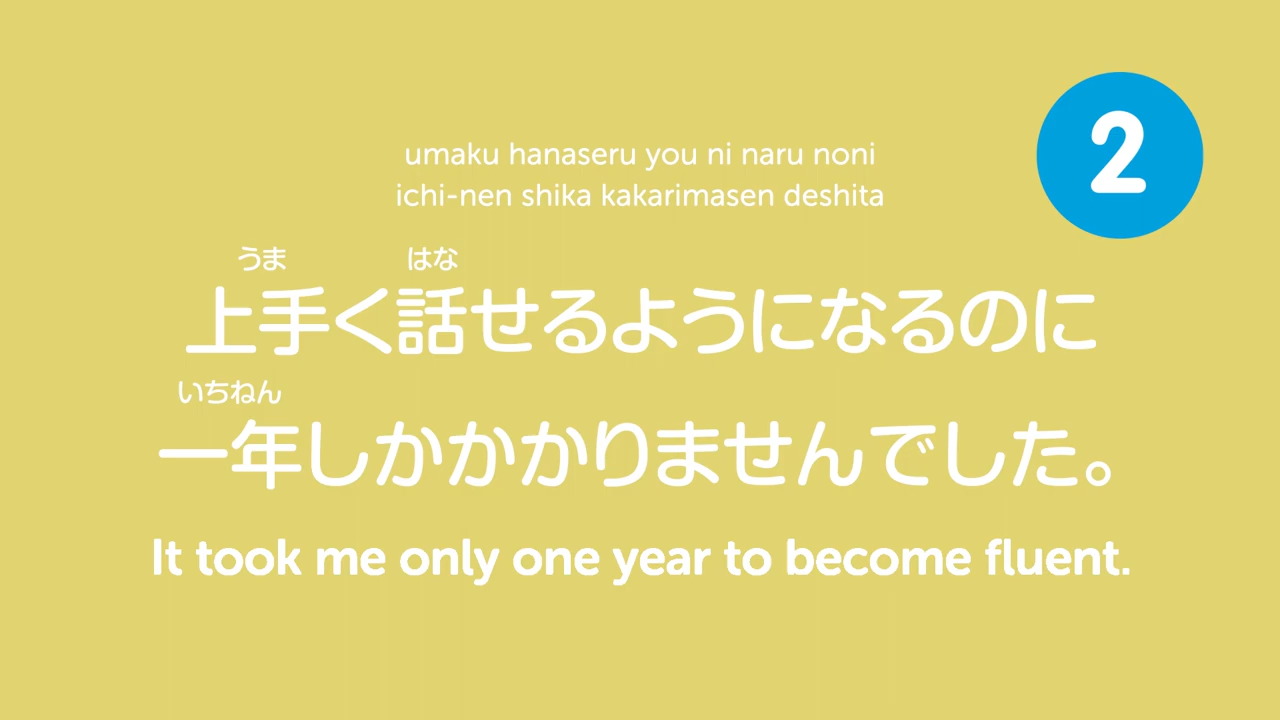 2
umaku hanaseru you ni naru noni
ichi-nen shika kakarimasen deshita
うま はな
上手く話せるようになるのに
いちねん
一年しかかかりませんでした。
It took me only one year to become fluent.